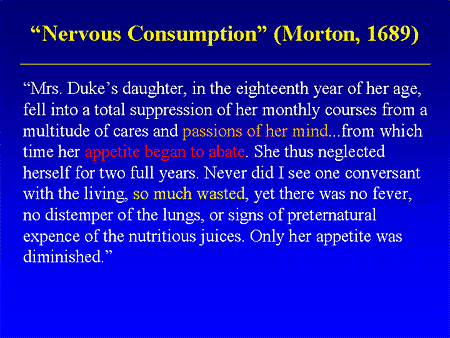 “Nervous Consumption” (Morton, 1689)
“Mrs. Duke’s daughter, in the eighteenth year of her age,
fell into a total suppression of her monthly courses from a
multitude of cares and passions of her mind...from which
time her appetite began to abate. She thus neglected
herself for two full years. Never did I see one conversant
with the living, so much wasted, yet there was no fever,
no distemper of the lungs, or signs of preternatural
expence of the nutritious juices. Only her appetite was
diminished.”